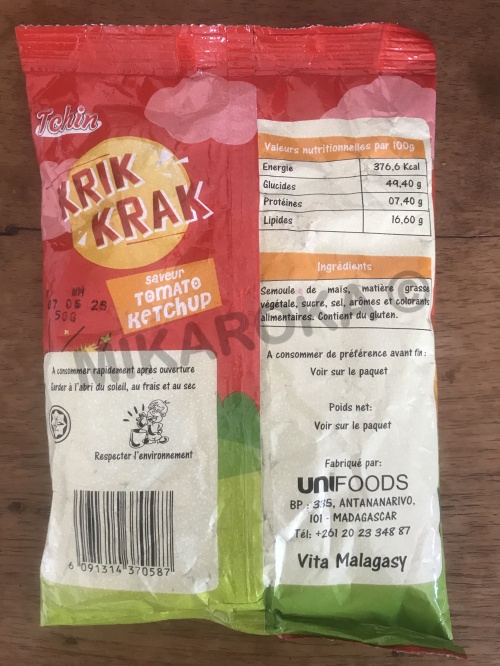 Tchin
KRIK
KRAK
saveur
TOMATO
KETCHUP
MH
07 05 26
50G
A consommer rapidement après ouverture
Garder à l'abri du soleil, au frais et au sec
Respecter l'environnement
6 091314 370587
Valeurs nutritionnelles par 100g
Energie 376,6 Kcal
Glucides 49,40 g
Protéines 07,40 g
Lipides 16,60 g
Ingrédients
Semoule de maïs, matière grasse
végétale, sucre, sel, arômes et colorants
alimentaires. Contient du gluten.
A consommer de préférence avant fin :
Voir sur le paquet
Poids net:
Voir sur le paquet
Fabriqué par:
UNIFOODS
BP : 335, ANTANANARIVO.
101 - MADAGASCAR
Tél: +261 20 23 348 87
Vita Malagasy